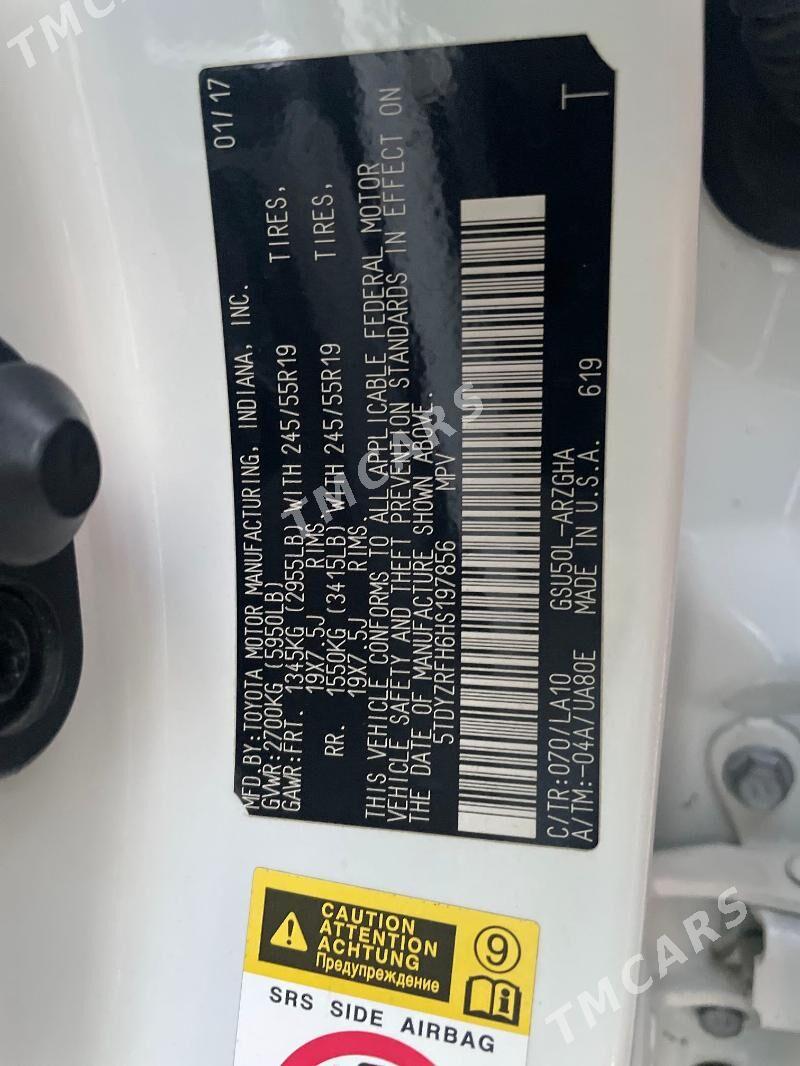 TMCARS
MFD.BY:TOYOTA MOTOR MANUFACTURING, INDIANA, INC. 01/17
GVWR:2700KG (5950LB)
GAWR:FRT. 1345KG (2955LB) WITH 245/55R19 TIRES,
19X7.5J RIMS
RR. 1550KG (3415LB) WITH 245/55R19 TIRES,
19X7.5J RIMS.
THIS VEHICLE CONFORMS TO ALL APPLICABLE FEDERAL MOTOR
VEHICLE SAFETY AND THEFT PREVENTION STANDARDS IN EFFECT ON
THE DATE OF MANUFACTURE SHOWN ABOVE.
5TDYZRFH6HS197856 MPV
C/TR:070/LA10 GSU50L-ARZGHA T
A/TM:-04A/UA80E MADE IN U.S.A. 619
TMCARS
CAUTION
ATTENTION
ACHTUNG
Предупреждение
9
i
SRS SIDE AIRBAG
TMCARS